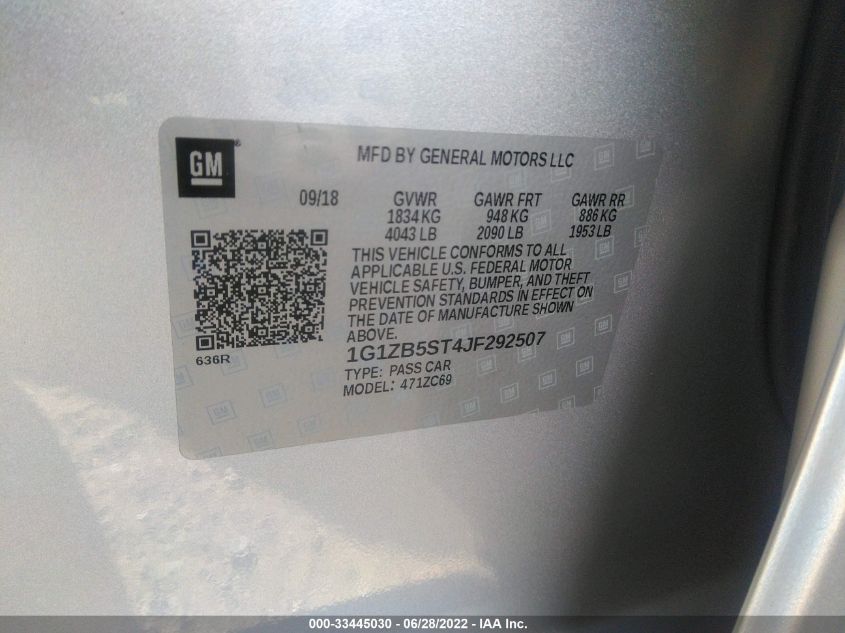 GM ®
MFD BY GENERAL MOTORS LLC
09/18 GVWR GAWR FRT GAWR RR
1834 KG 948 KG 886 KG
4043 LB 2090 LB 1953 LB
THIS VEHICLE CONFORMS TO ALL
APPLICABLE U.S. FEDERAL MOTOR
VEHICLE SAFETY, BUMPER, AND THEFT
PREVENTION STANDARDS IN EFFECT ON
THE DATE OF MANUFACTURE SHOWN
ABOVE.
636R
1G1ZB5ST4JF292507
TYPE: PASS CAR
MODEL: 471ZC69
000-33445030 - 06/28/2022 - IAA Inc.